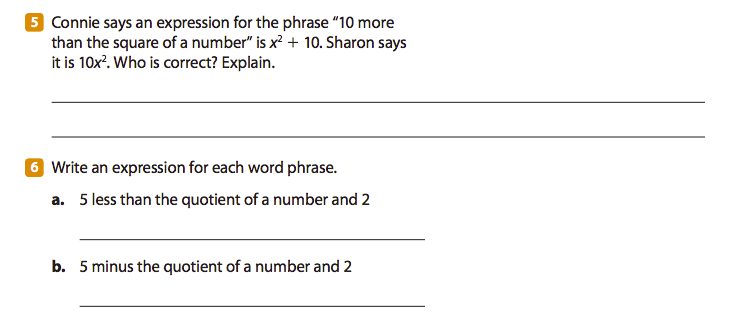 5 Connie says an expression for the phrase “10 more
than the square of a number” is x² + 10. Sharon says
it is 10x². Who is correct? Explain.
6 Write an expression for each word phrase.
a. 5 less than the quotient of a number and 2
b. 5 minus the quotient of a number and 2